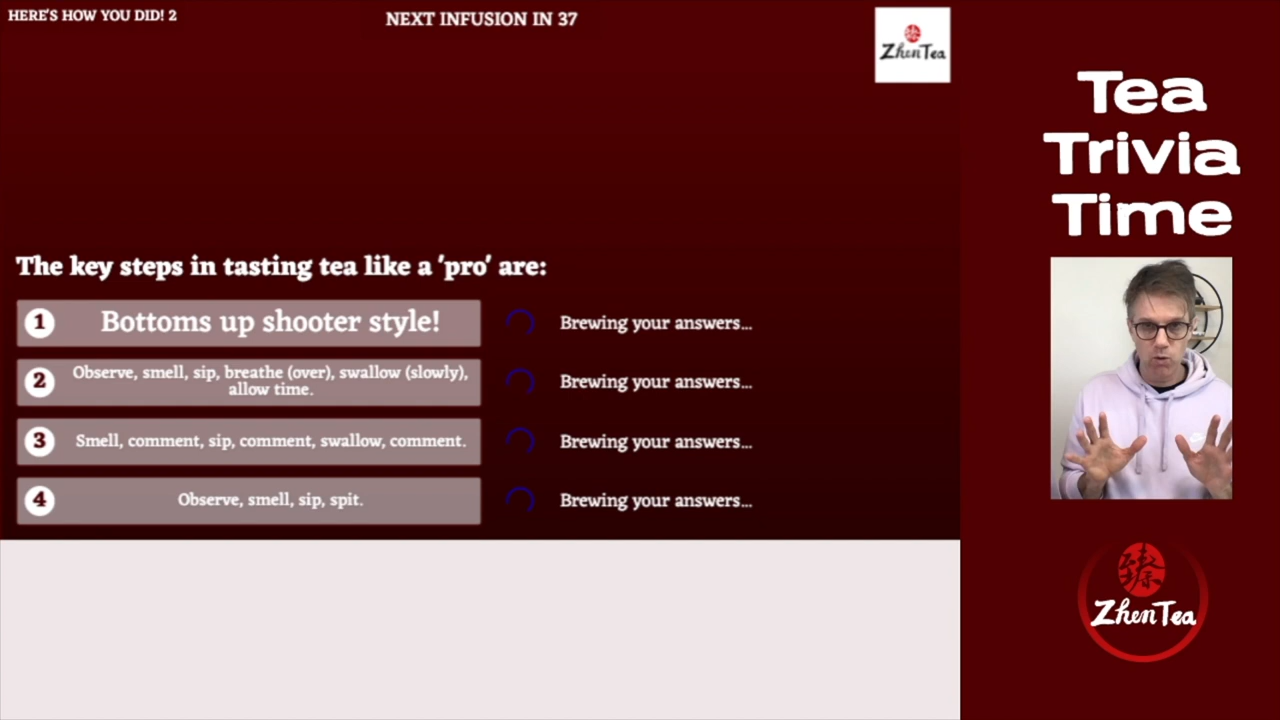 HERE'S HOW YOU DID! 2
NEXT INFUSION IN 37
ZhenTea
Tea
Trivia
Time
The key steps in tasting tea like a 'pro' are:
1 Bottoms up shooter style! Brewing your answers...
2 Observe, smell, sip, breathe (over), swallow (slowly),
allow time. Brewing your answers...
3 Smell, comment, sip, comment, swallow, comment. Brewing your answers...
4 Observe, smell, sip, spit. Brewing your answers...
臻
ZhenTea